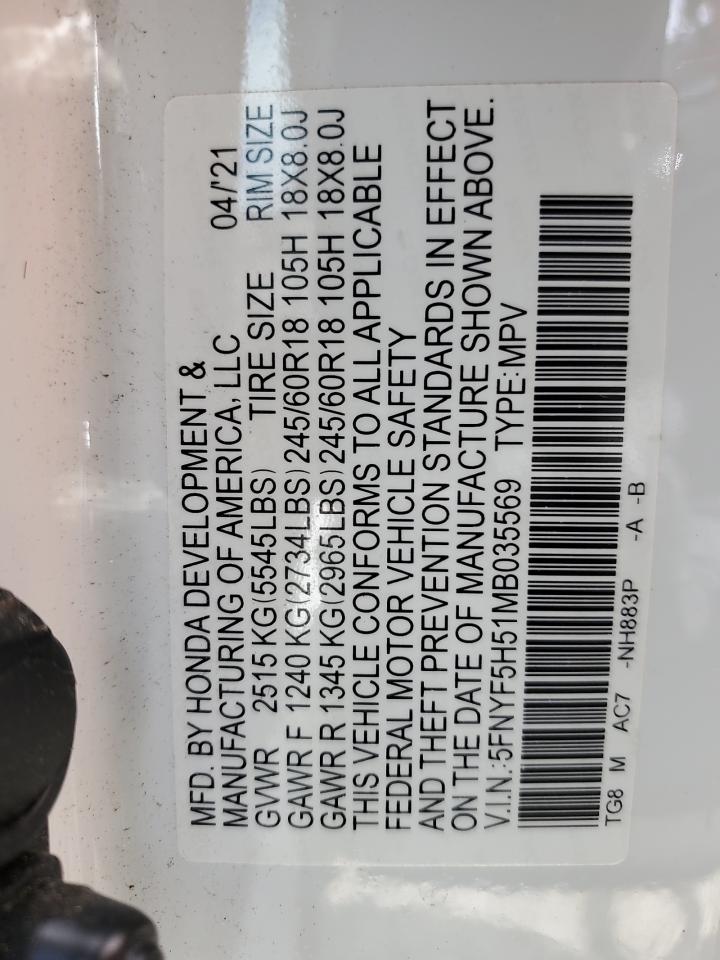 MFD. BY HONDA DEVELOPMENT &
MANUFACTURING OF AMERICA, LLC 04/'21
GVWR 2515 KG(5545LBS) TIRE SIZE RIM SIZE
GAWR F 1240 KG(2734LBS) 245/60R18 105H 18X8.0J
GAWR R 1345 KG(2965LBS) 245/60R18 105H 18X8.0J
THIS VEHICLE CONFORMS TO ALL APPLICABLE
FEDERAL MOTOR VEHICLE SAFETY
AND THEFT PREVENTION STANDARDS IN EFFECT
ON THE DATE OF MANUFACTURE SHOWN ABOVE.
V.I.N.:5FNYF5H51MB035569 TYPE:MPV
TG8 M AC7 -NH883P -A -B